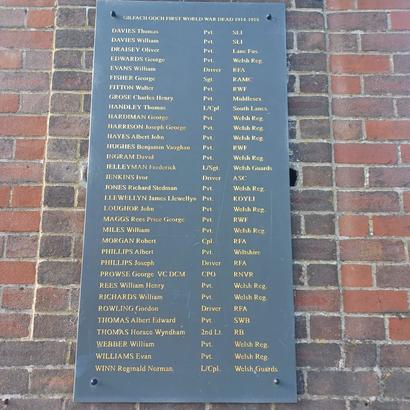 GILFACH GOCH FIRST WORLD WAR DEAD 1914-1918
DAVIES Thomas Pvt. SLI
DAVIES William Pvt. SLI
DRAISEY Oliver Pvt. Lanc Fus.
EDWARDS George Pvt. Welsh Reg.
EVANS William Driver RFA
FISHER George Sgt. RAMC
FITTON Walter Pvt. RWF
GROSE Charles Henry Pvt. Middlesex
HANDLEY Thomas L/Cpl. South Lancs.
HARDIMAN George Pvt. Welsh Reg.
HARRISON Joseph George Pvt. Welsh Reg.
HAYES Albert John Pvt. Welsh Reg.
HUGHES Benjamin Vaughan Pvt. RWF
INGRAM David Pvt. Welsh Reg.
JELLEYMAN Frederick L/Sgt. Welsh Guards
JENKINS Ivor Driver ASC
JONES Richard Stedman Pvt. Welsh Reg.
LLEWELLYN James Llewellyn Pvt. KOYLI
LOUGHOR John Pvt. Welsh Reg.
MAGGS Rees Price George Pvt. RWF
MILES William Pvt. Welsh Reg.
MORGAN Robert Cpl. RFA
PHILLIPS Albert Pvt. Wiltshire
PHILLIPS Joseph Driver RFA
PROWSE George VC DCM CPO RNVR
REES William Henry Pvt. Welsh Reg.
RICHARDS William Pvt. Welsh Reg.
ROWLING Gordon Driver RFA
THOMAS Albert Edward Pvt. SWB
THOMAS Horace Wyndham 2nd Lt. RB
WEBBER William Pvt. Welsh Reg.
WILLIAMS Evan Pvt. Welsh Reg.
WINN Reginald Norman L/Cpl. Welsh Guards